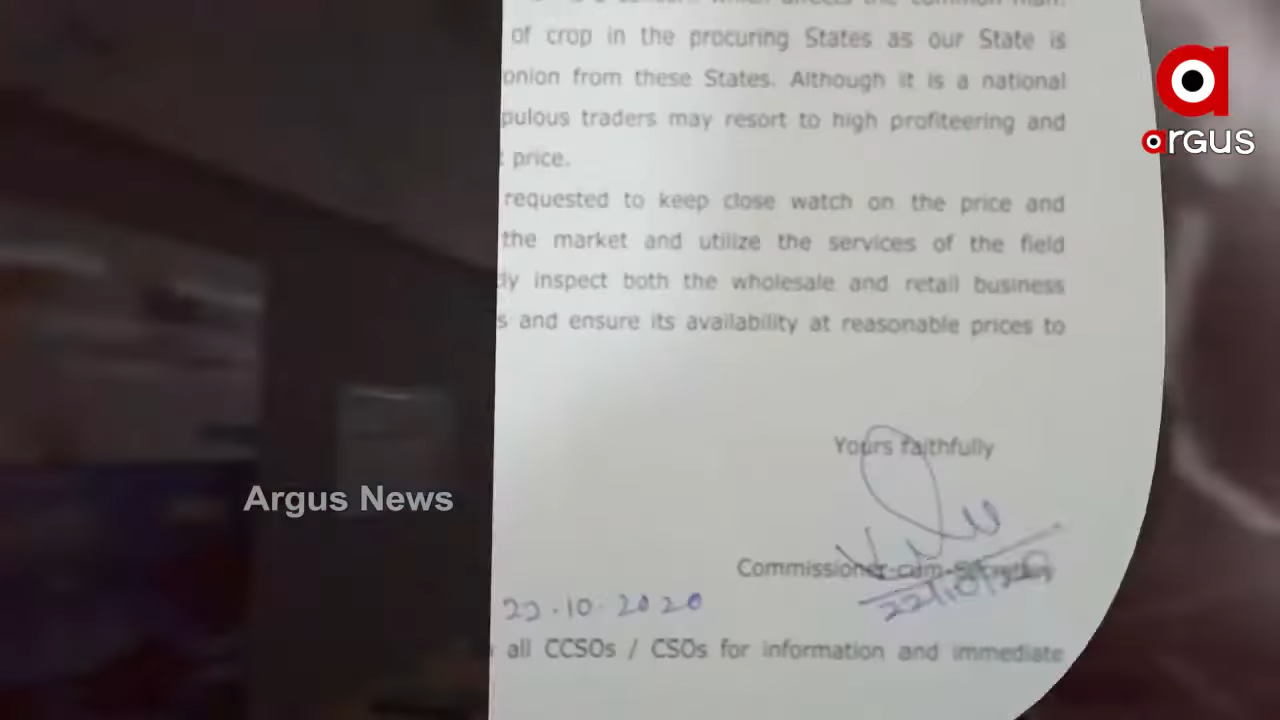 of crop in the procuring States as our State is
onion from these States. Although it is a national
pulous traders may resort to high profiteering and
price.
requested to keep close watch on the price and
the market and utilize the services of the field
ly inspect both the wholesale and retail business
s and ensure its availability at reasonable prices to
Yours faithfully
Commissioner-cum-
22/10/2020
22.10.2020
all CCSOs / CSOs for information and immediate
Argus News
argus